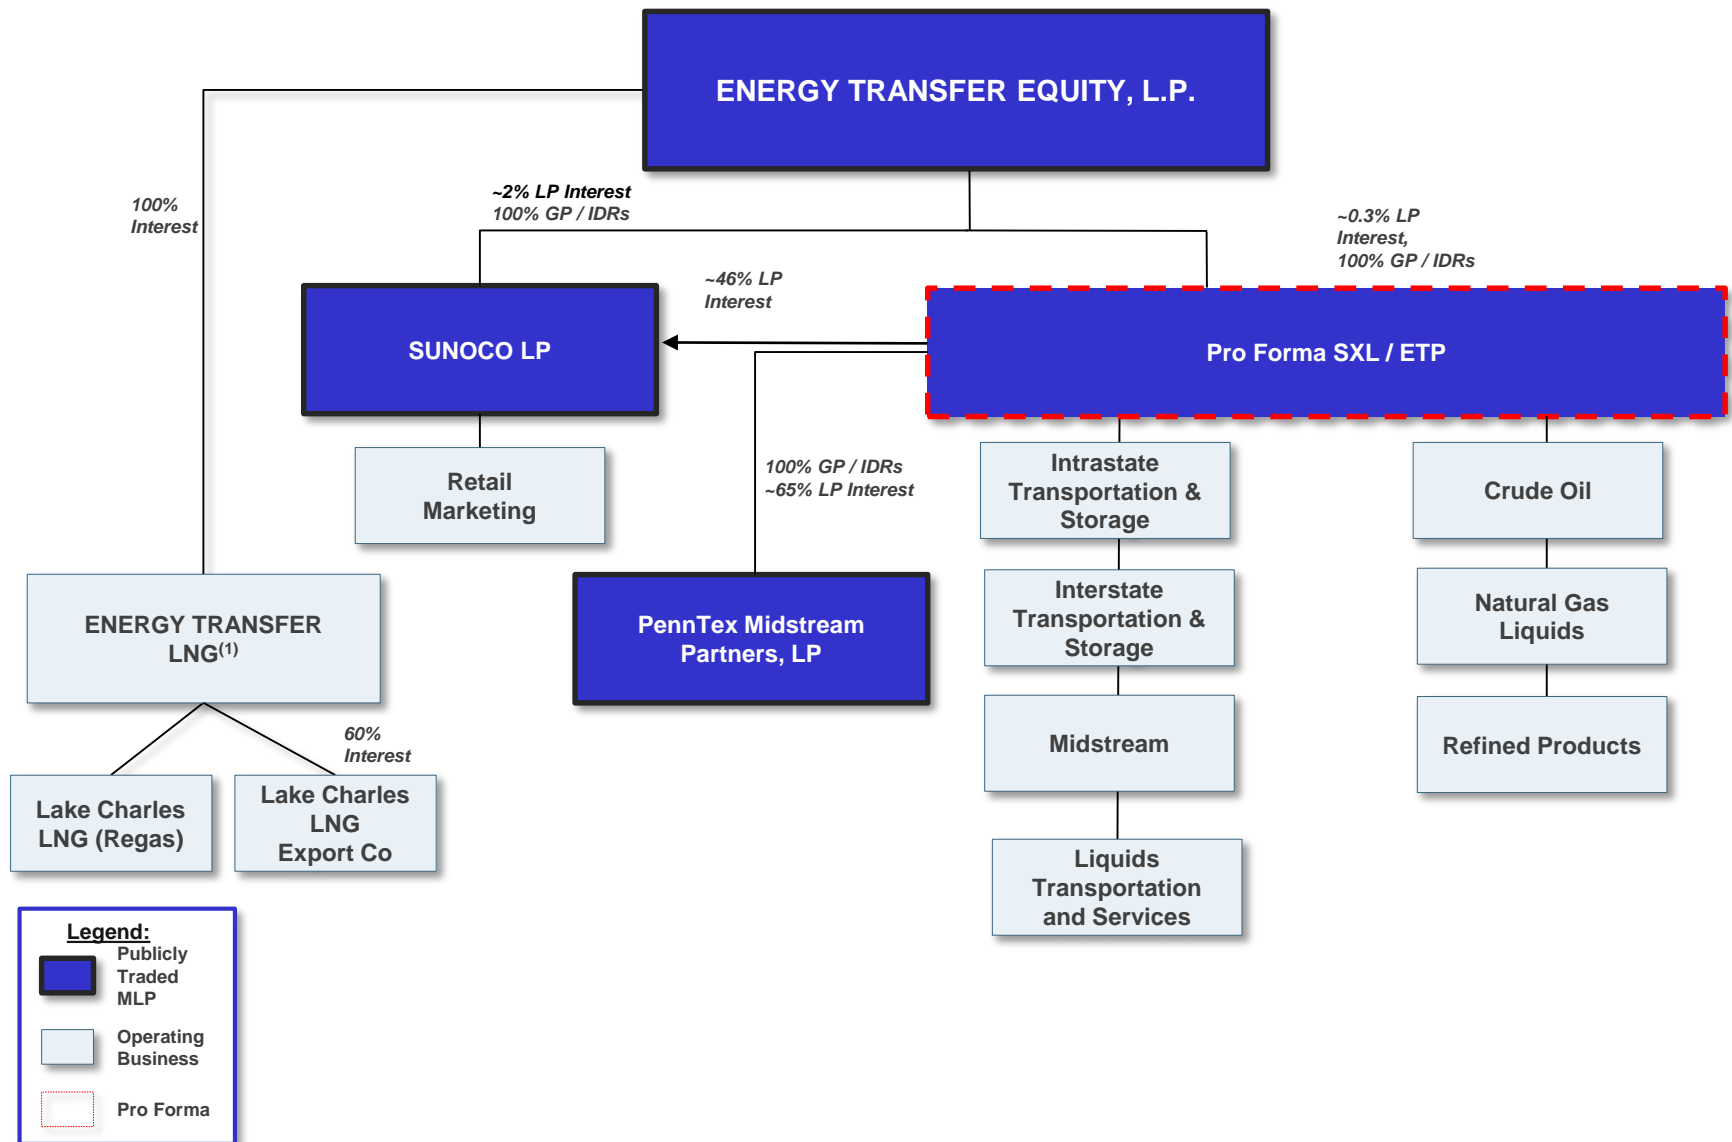 ENERGY TRANSFER EQUITY, L.P.
100%
Interest
~2% LP Interest
100% GP / IDRs
~0.3% LP
Interest,
100% GP / IDRs
~46% LP
Interest
SUNOCO LP
Pro Forma SXL / ETP
100% GP / IDRs
~65% LP Interest
Retail
Marketing
Intrastate
Transportation &
Storage
Crude Oil
ENERGY TRANSFER
LNG(1)
PennTex Midstream
Partners, LP
Interstate
Transportation &
Storage
Natural Gas
Liquids
60%
Interest
Midstream
Refined Products
Lake Charles
LNG (Regas)
Lake Charles
LNG
Export Co
Liquids
Transportation
and Services
Legend:
Publicly
Traded
MLP
Operating
Business
Pro Forma